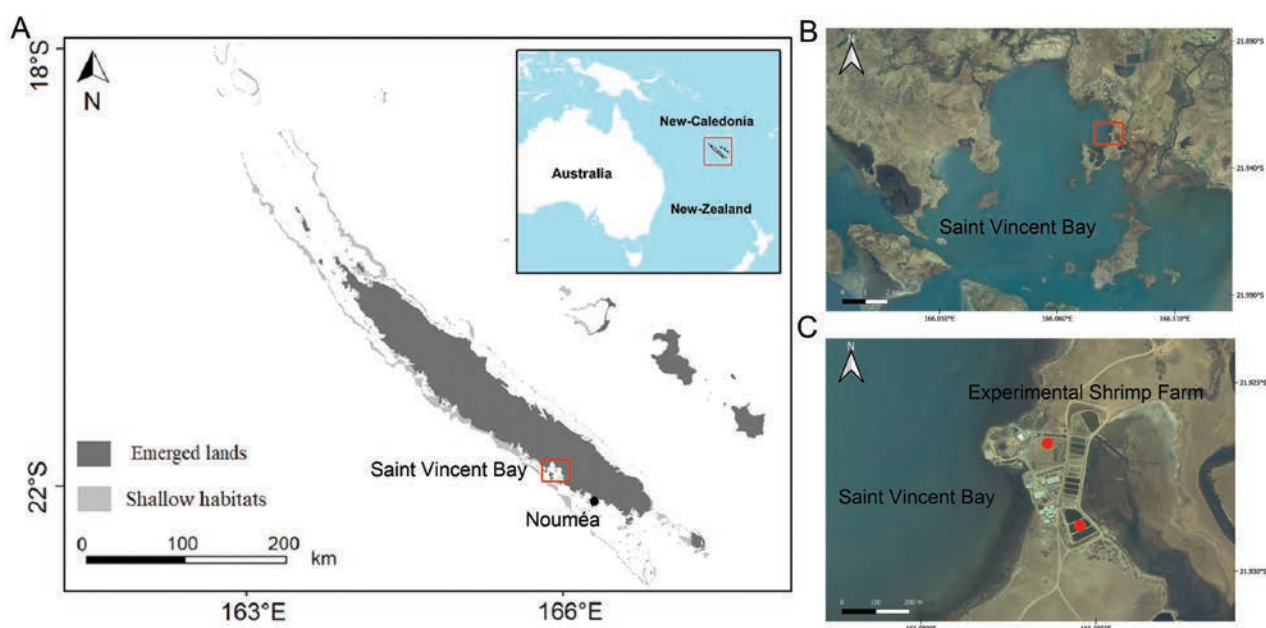 A
18°S
N
New-Caledonia
Australia
New-Zealand
Emerged lands
Shallow habitats
Saint Vincent Bay
22°S
Nouméa
0 100 200
km
163°E 166°E
B
N
21.890°S
21.940°S
Saint Vincent Bay
21.990°S
166.010°E 166.060°E 166.110°E
C
N
21.925°S
Experimental Shrimp Farm
Saint Vincent Bay
0 100 200 m
21.930°S